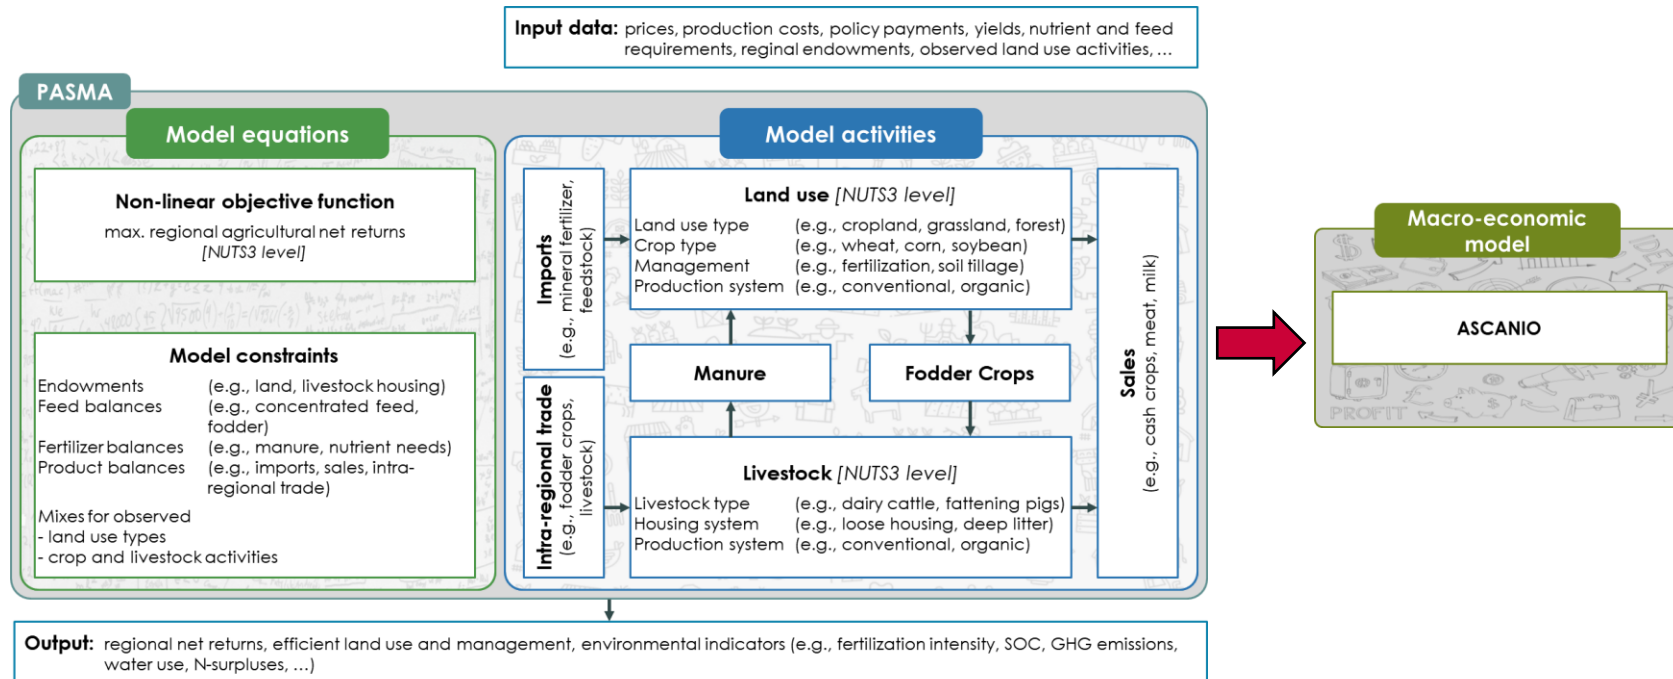 Input data: prices, production costs, policy payments, yields, nutrient and feed
requirements, reginal endowments, observed land use activities, ...
PASMA
Model equations
Non-linear objective function
max. regional agricultural net returns
[NUTS3 level]
Model constraints
Endowments (e.g., land, livestock housing)
Feed balances (e.g., concentrated feed,
fodder)
Fertilizer balances (e.g., manure, nutrient needs)
Product balances (e.g., imports, sales, intra-
regional trade)
Mixes for observed
- land use types
- crop and livestock activities
Model activities
Imports
(e.g., mineral fertilizer,
feedstock)
Intra-regional trade
(e.g., fodder crops,
livestock)
Land use [NUTS3 level]
Land use type (e.g., cropland, grassland, forest)
Crop type (e.g., wheat, corn, soybean)
Management (e.g., fertilization, soil tillage)
Production system (e.g., conventional, organic)
Manure
Fodder Crops
Livestock [NUTS3 level]
Livestock type (e.g., dairy cattle, fattening pigs)
Housing system (e.g., loose housing, deep litter)
Production system (e.g., conventional, organic)
Sales
(e.g., cash crops, meat, milk)
Macro-economic
model
ASCANIO
PROFIT
Output: regional net returns, efficient land use and management, environmental indicators (e.g., fertilization intensity, SOC, GHG emissions,
water use, N-surpluses, ...)